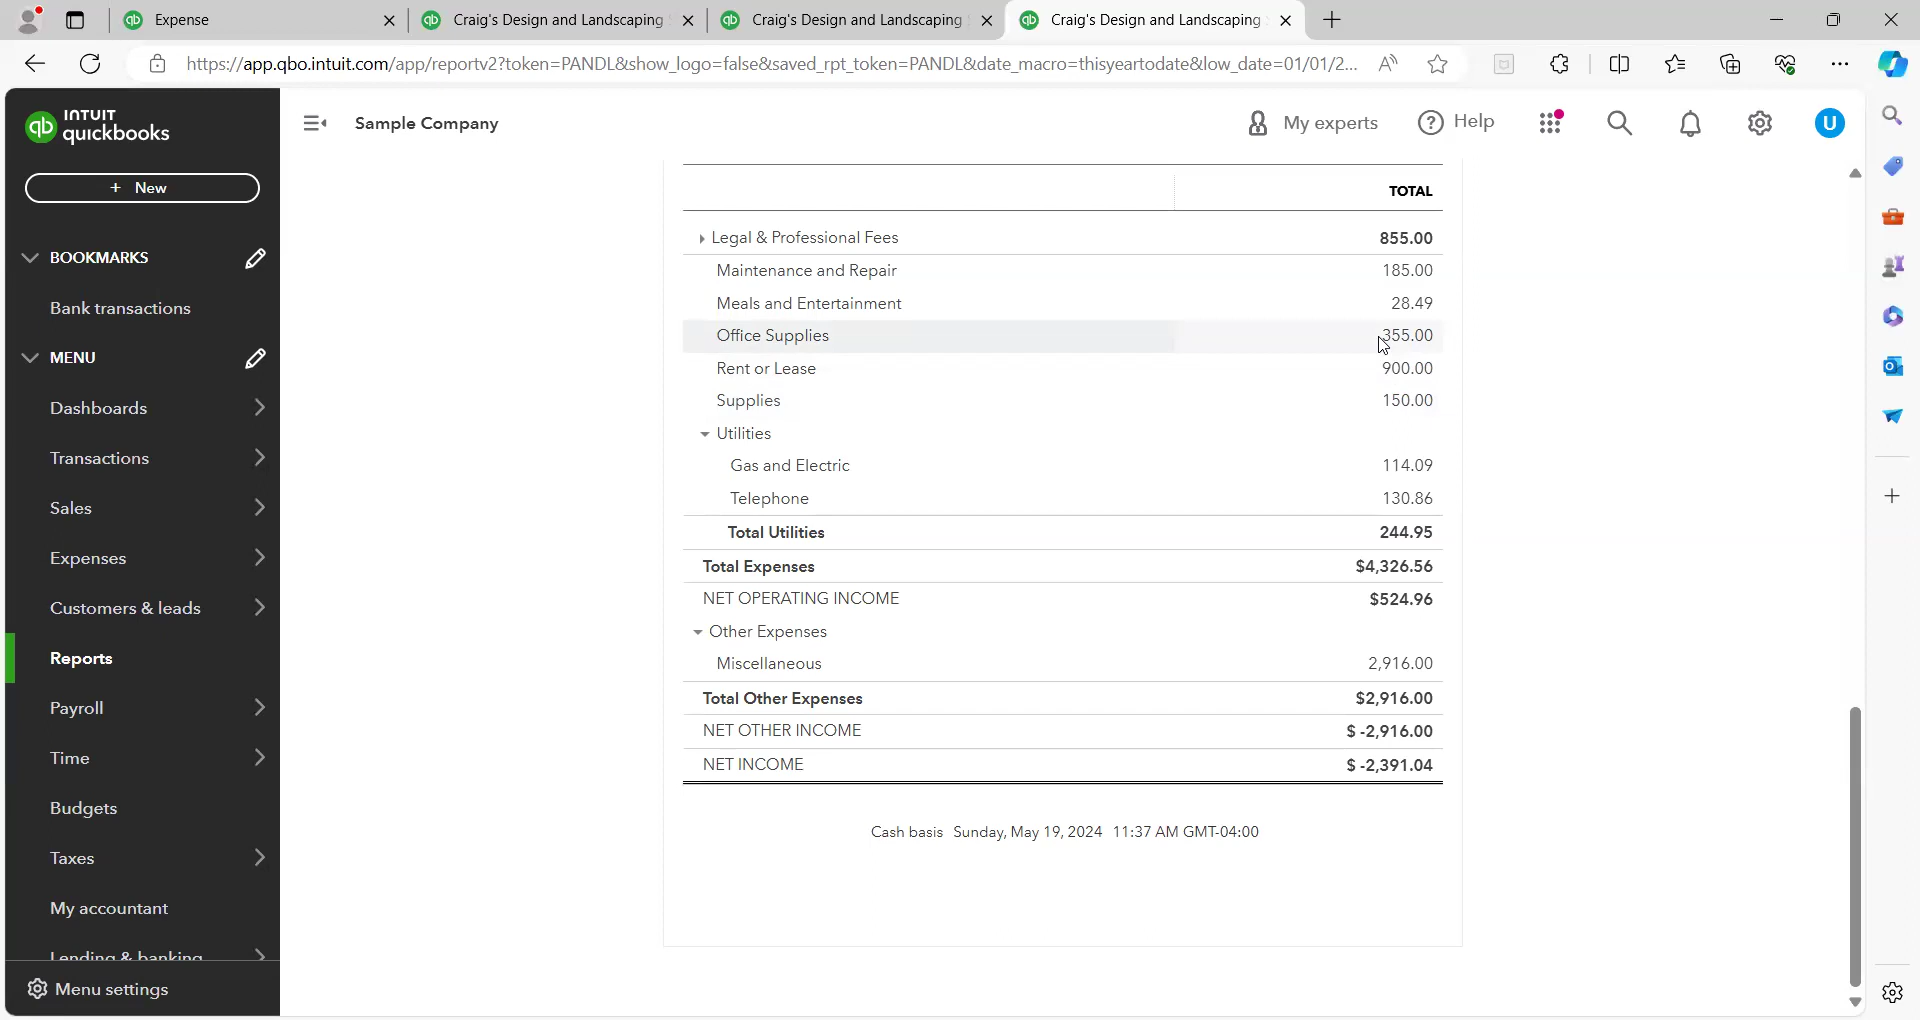 Expense
Craig's Design and Landscaping
Craig's Design and Landscaping
Craig's Design and Landscaping
https://app.qbo.intuit.com/app/reportv2?token=PANDL&show_logo=false&saved_rpt_token=PANDL&date_macro=thisyeartodate&low_date=01/01/2...
INTUIT
quickbooks
Sample Company
My experts
Help
U
+ New
BOOKMARKS
Bank transactions
MENU
Dashboards
Transactions
Sales
Expenses
Customers & leads
Reports
Payroll
Time
Budgets
Taxes
My accountant
Lending & banking
Menu settings
TOTAL
Legal & Professional Fees 855.00
Maintenance and Repair 185.00
Meals and Entertainment 28.49
Office Supplies 355.00
Rent or Lease 900.00
Supplies 150.00
Utilities
Gas and Electric 114.09
Telephone 130.86
Total Utilities 244.95
Total Expenses $4,326.56
NET OPERATING INCOME $524.96
Other Expenses
Miscellaneous 2,916.00
Total Other Expenses $2,916.00
NET OTHER INCOME $ -2,916.00
NET INCOME $ -2,391.04
Cash basis Sunday, May 19, 2024 11:37 AM GMT-04:00